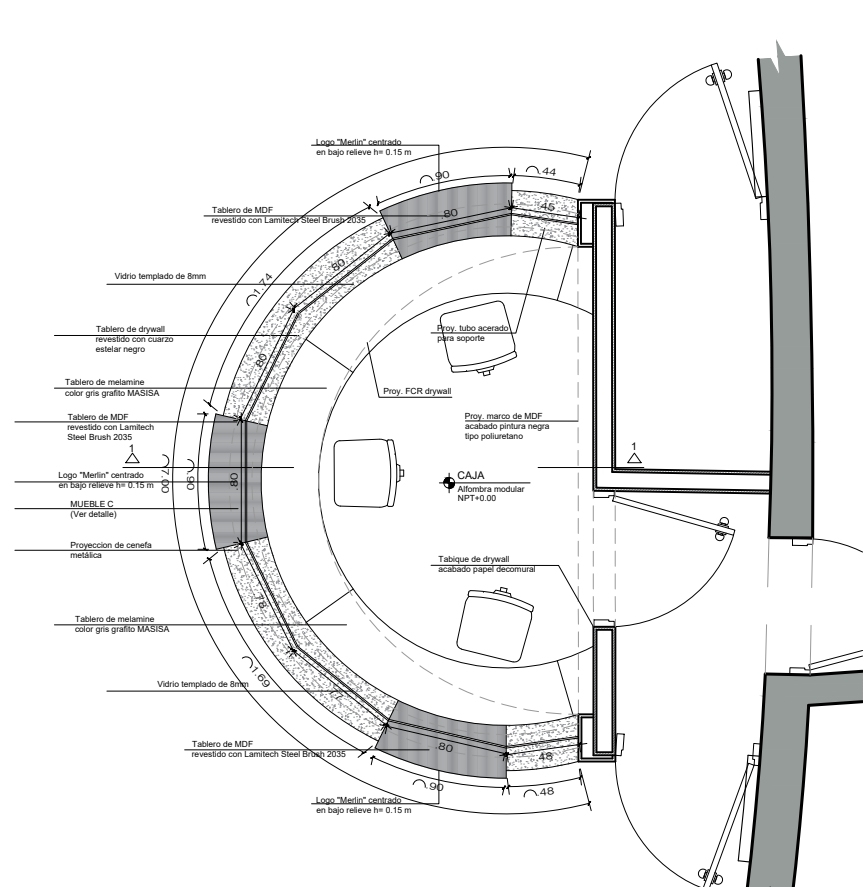 Logo "Merlin" centrado
en bajo relieve h= 0.15 m
.90
.44
Tablero de MDF
revestido con Lamitech Steel Brush 2035
.80
.45
Vidrio templado de 8mm
.80
1.74
Tablero de drywall
revestido con cuarzo
estelar negro
Proy. tubo acerado
para soporte
.80
Tablero de melamine
color gris grafito MASISA
Proy. FCR drywall
Tablero de MDF
revestido con Lamitech
Steel Brush 2035
Proy. marco de MDF
acabado pintura negra
tipo poliuretano
1
1
Logo "Merlin" centrado
en bajo relieve h= 0.15 m
7.00
.90
.80
CAJA
Alfombra modular
NPT+0.00
MUEBLE C
(Ver detalle)
Proyeccion de cenefa
metálica
Tabique de drywall
acabado papel decomural
.78
Tablero de melamine
color gris grafito MASISA
1.69
Vidrio templado de 8mm
Tablero de MDF
revestido con Lamitech Steel Brush 2035
.80
.48
.90
.48
Logo "Merlin" centrado
en bajo relieve h= 0.15 m